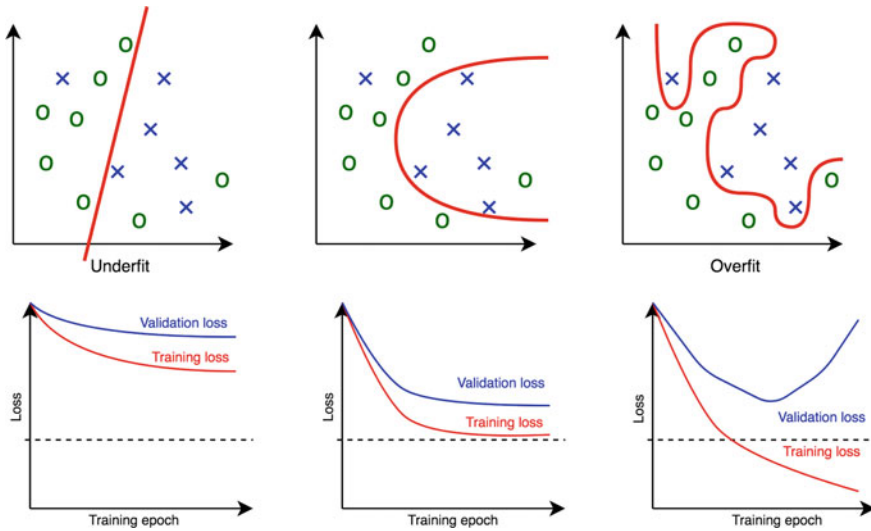 Underfit
Overfit
Validation loss
Training loss
Loss
Training epoch
Validation loss
Training loss
Loss
Training epoch
Validation loss
Training loss
Loss
Training epoch